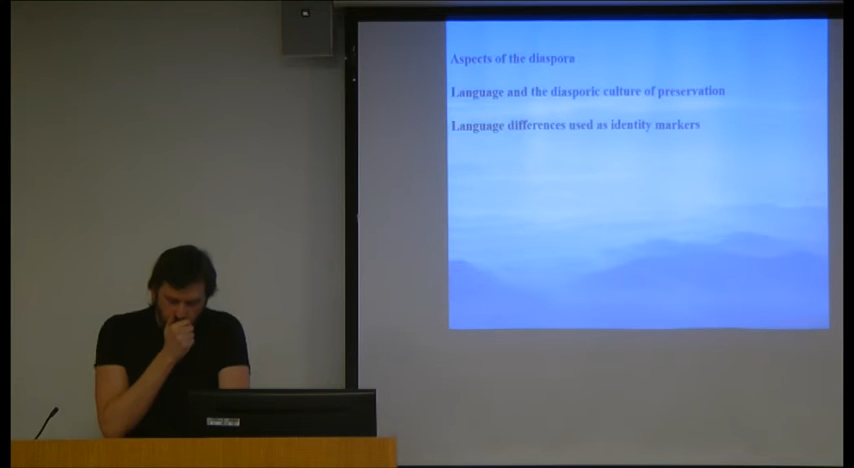 Aspects of the diaspora
Language and the diasporic culture of preservation
Language differences used as identity markers